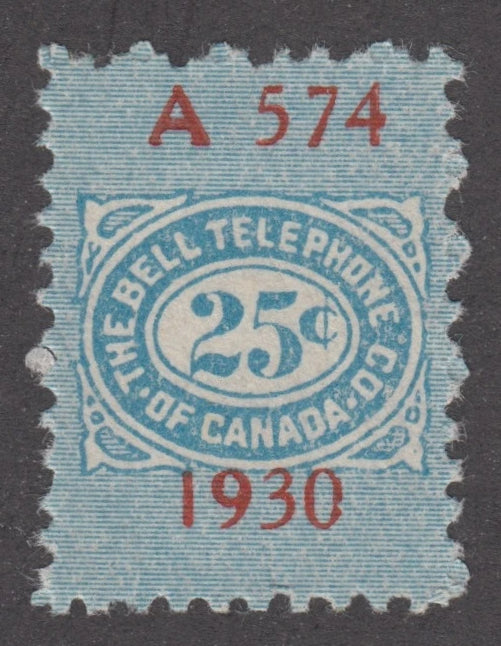 A 574
THE BELL TELEPHONE CO.
25¢
· OF CANADA ·
1930